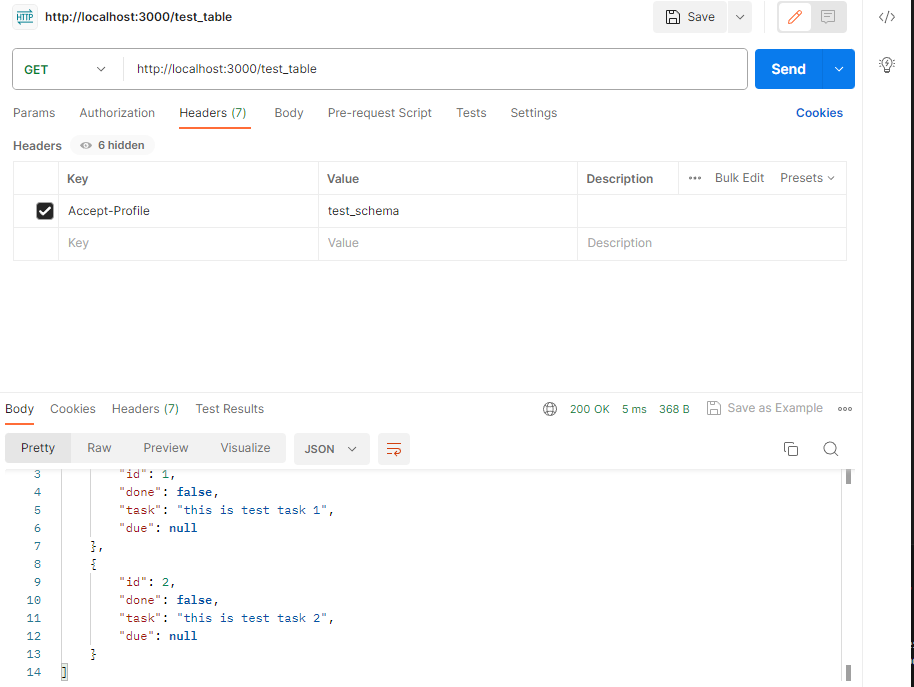 HTTP http://localhost:3000/test_table Save
GET http://localhost:3000/test_table Send
Params Authorization Headers (7) Body Pre-request Script Tests Settings Cookies
Headers 6 hidden
Key Value Description Bulk Edit Presets
Accept-Profile test_schema
Key Value Description
Body Cookies Headers (7) Test Results 200 OK 5 ms 368 B Save as Example
Pretty Raw Preview Visualize JSON
3 "id": 1,
4 "done": false,
5 "task": "this is test task 1",
6 "due": null
7 },
8 {
9 "id": 2,
10 "done": false,
11 "task": "this is test task 2",
12 "due": null
13 }
14 ]